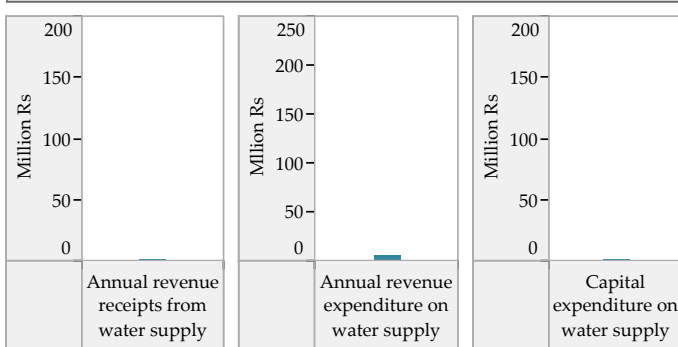 200
150
100
50
0
Million Rs
Annual revenue
receipts from
water supply
250
200
150
100
50
0
MIllion Rs
Annual revenue
expenditure on
water supply
200
150
100
50
0
Million Rs
Capital
expenditure on
water supply